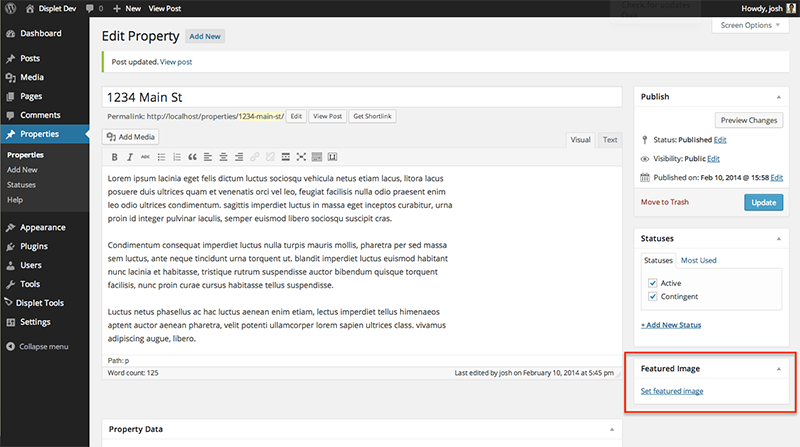 Displet Dev 0 + New View Post Check for updates Howdy, josh
Screen Options
Dashboard
Posts
Media
Pages
Comments
Properties
Properties
Add New
Statuses
Help
Appearance
Plugins
Users
Tools
Displet Tools
Settings
Collapse menu
Edit Property Add New
Post updated. View post
1234 Main St
Permalink: http://localhost/properties/1234-main-st/ Edit View Post Get Shortlink
Add Media
Visual Text
B I ABC
Lorem ipsum lacinia eget felis dictum luctus sociosqu vehicula netus etiam lacus, litora lacus
posuere duis ultrices quam et venenatis orci vel leo, feugiat facilisis nulla odio praesent enim
leo odio ultrices condimentum. sagittis imperdiet luctus in massa eget inceptos curabitur, urna
proin id integer pulvinar iaculis, semper euismod libero sociosqu suscipit cras.
Condimentum consequat imperdiet luctus nulla turpis mauris mollis, pharetra per sed massa
sem luctus, ante neque tincidunt urna torquent ut. blandit imperdiet luctus euismod habitant
nunc lacinia et habitasse, tristique rutrum suspendisse auctor bibendum quisque torquent
facilisis, nunc proin curae cursus habitasse tellus suspendisse.
Luctus netus phasellus ac hac luctus aenean enim etiam, lectus imperdiet tellus himenaeos
aptent auctor aenean pharetra, velit potenti ullamcorper lorem sapien ultrices class. vivamus
adipiscing augue, libero.
Path: p
Word count: 125 Last edited by josh on February 10, 2014 at 5:45 pm
Property Data
Publish
Preview Changes
Status: Published Edit
Visibility: Public Edit
Published on: Feb 10, 2014 @ 15:58 Edit
Move to Trash Update
Statuses
Statuses Most Used
Active
Contingent
+ Add New Status
Featured Image
Set featured image